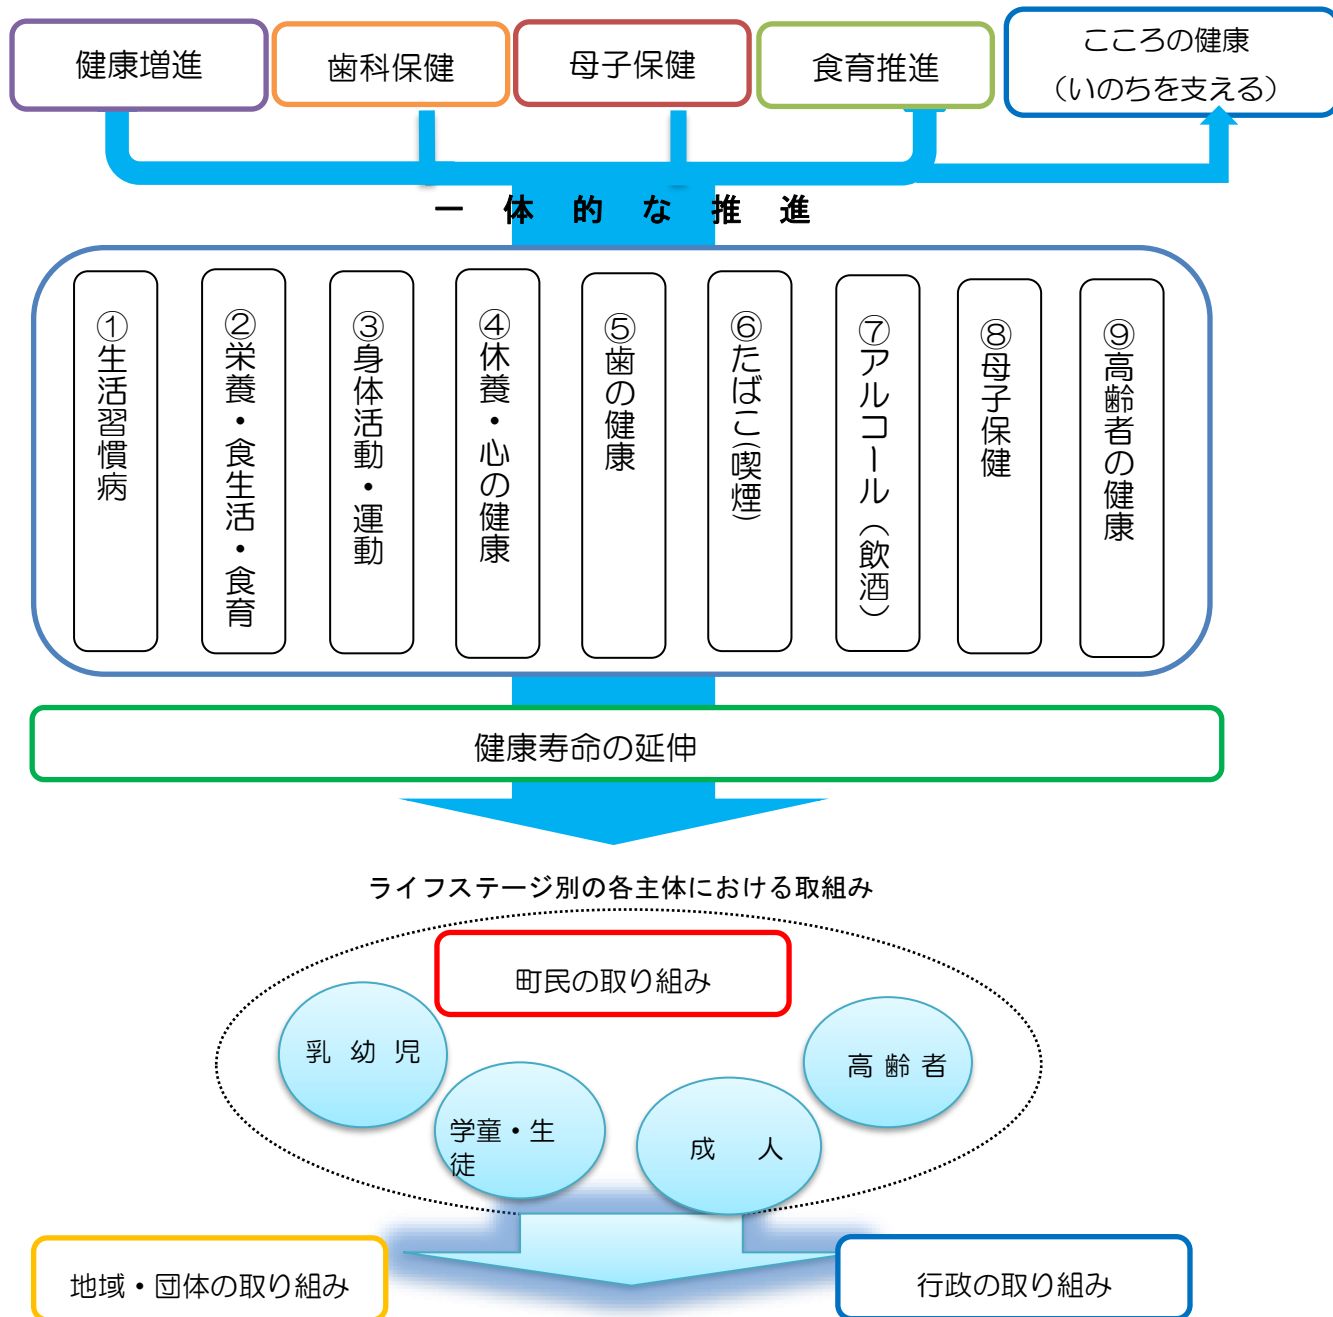 健康増進
歯科保健
母子保健
食育推進
こころの健康
（いのちを支える）
一体的な推進
①生活習慣病
②栄養・食生活・食育
③身体活動・運動
④休養・心の健康
⑤歯の健康
⑥たばこ（喫煙）
⑦アルコール（飲酒）
⑧母子保健
⑨高齢者の健康
健康寿命の延伸
ライフステージ別の各主体における取組み
町民の取り組み
乳幼児
高齢者
学童・生
徒
成人
地域・団体の取り組み
行政の取り組み